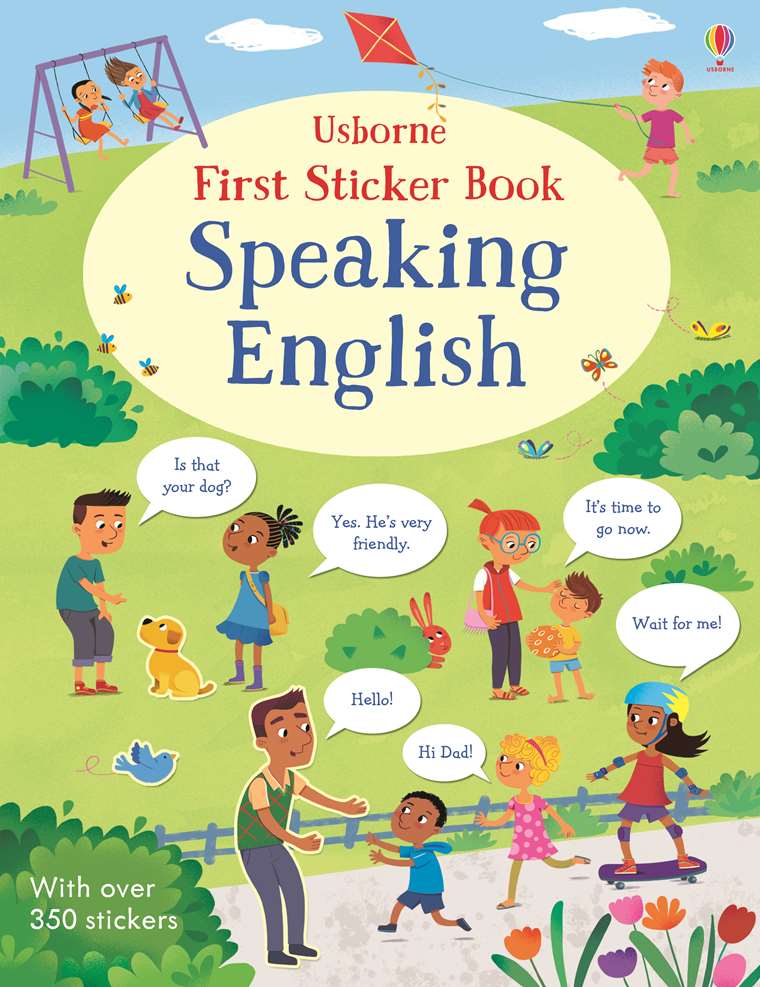 USBORNE
Usborne
First Sticker Book
Speaking
English
Is that
your dog?
Yes. He's very
friendly.
It's time to
go now.
Wait for me!
Hello!
Hi Dad!
With over
350 stickers